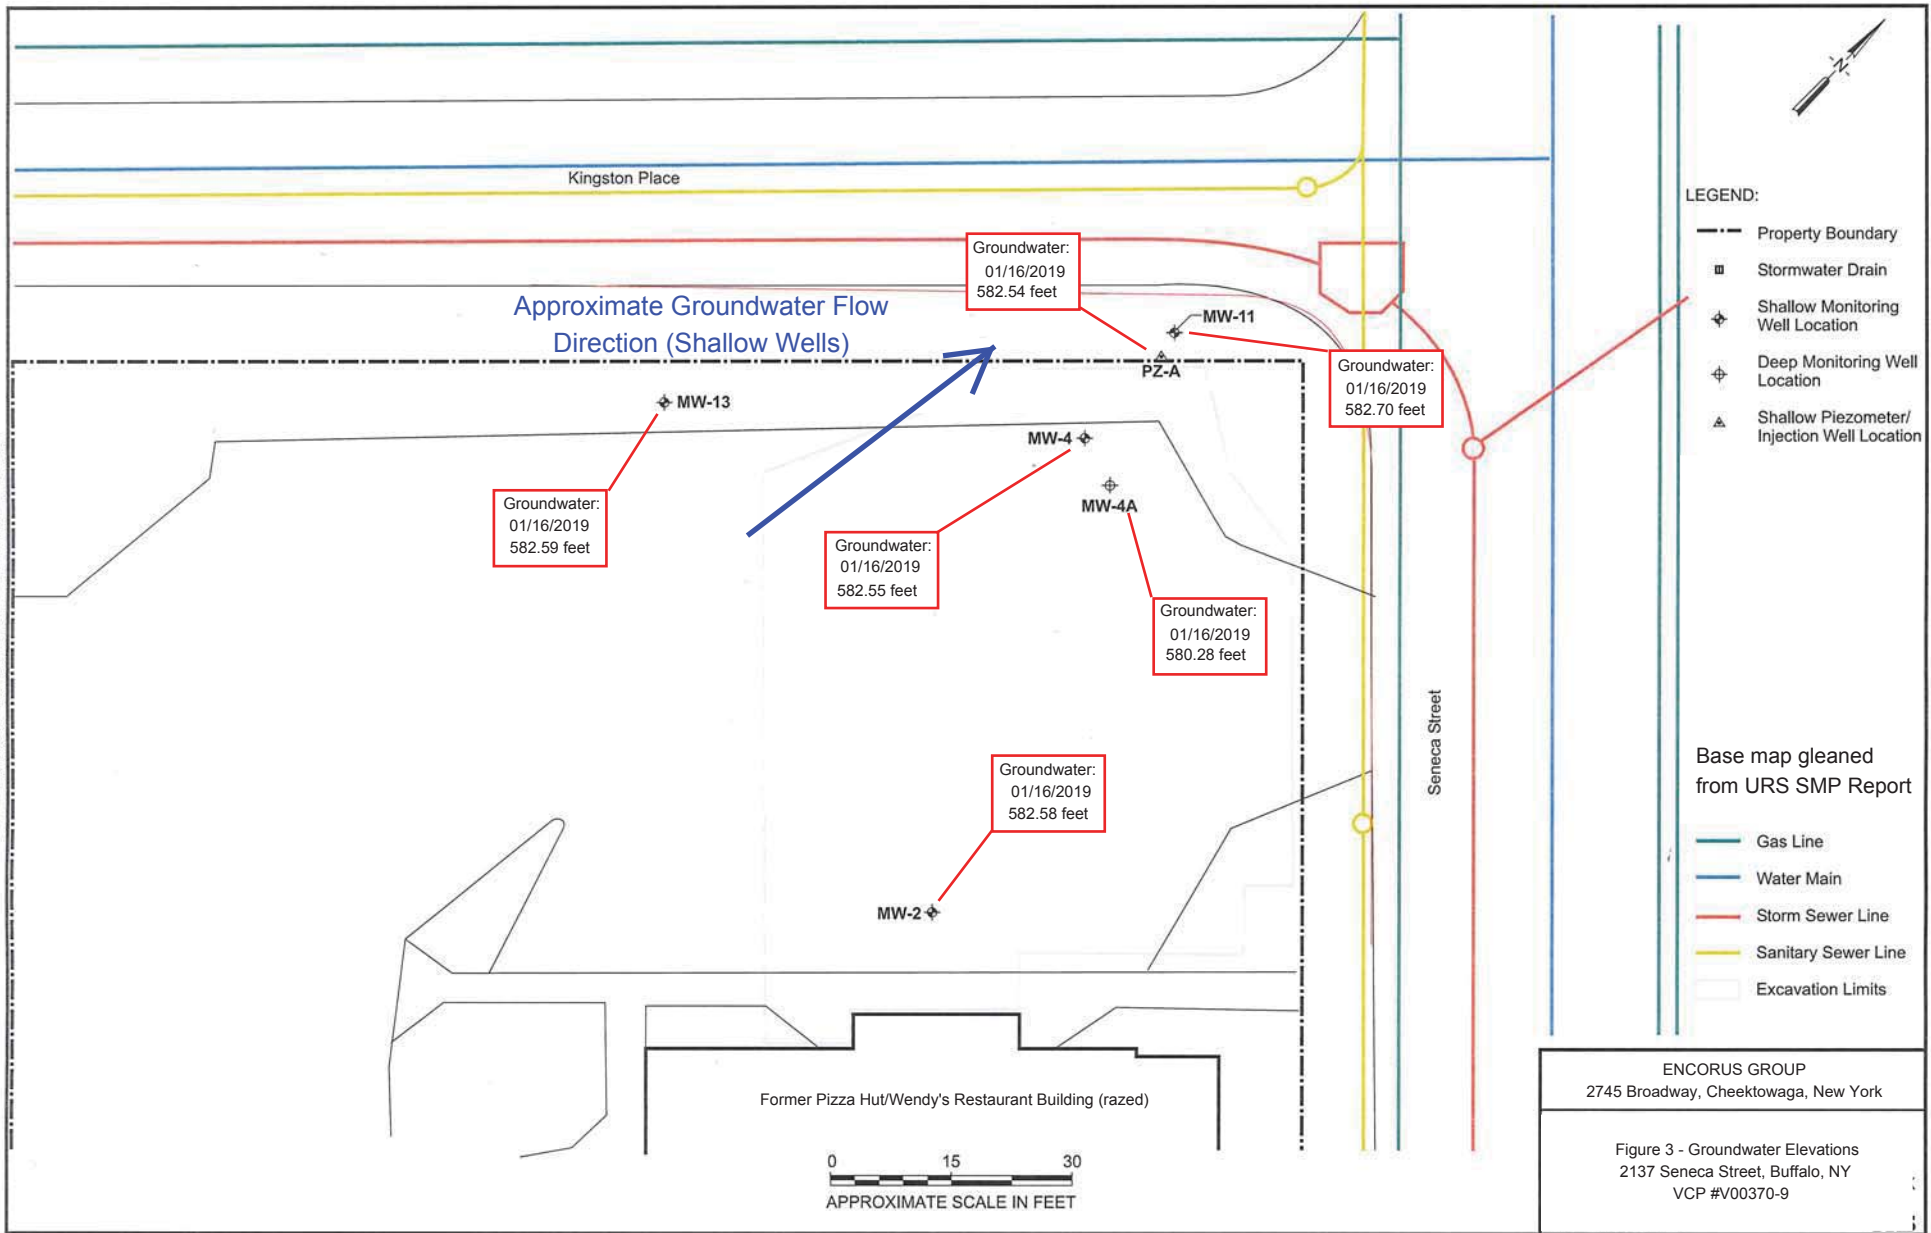 N
Kingston Place
Approximate Groundwater Flow
Direction (Shallow Wells)
Groundwater:
01/16/2019
582.54 feet
MW-11
PZ-A
Groundwater:
01/16/2019
582.70 feet
MW-13
Groundwater:
01/16/2019
582.59 feet
MW-4
MW-4A
Groundwater:
01/16/2019
582.55 feet
Groundwater:
01/16/2019
580.28 feet
Groundwater:
01/16/2019
582.58 feet
MW-2
Seneca Street
Former Pizza Hut/Wendy's Restaurant Building (razed)
0 15 30
APPROXIMATE SCALE IN FEET
LEGEND:
Property Boundary
Stormwater Drain
Shallow Monitoring
Well Location
Deep Monitoring Well
Location
Shallow Piezometer/
Injection Well Location
Base map gleaned
from URS SMP Report
Gas Line
Water Main
Storm Sewer Line
Sanitary Sewer Line
Excavation Limits
ENCORUS GROUP
2745 Broadway, Cheektowaga, New York
Figure 3 - Groundwater Elevations
2137 Seneca Street, Buffalo, NY
VCP #V00370-9